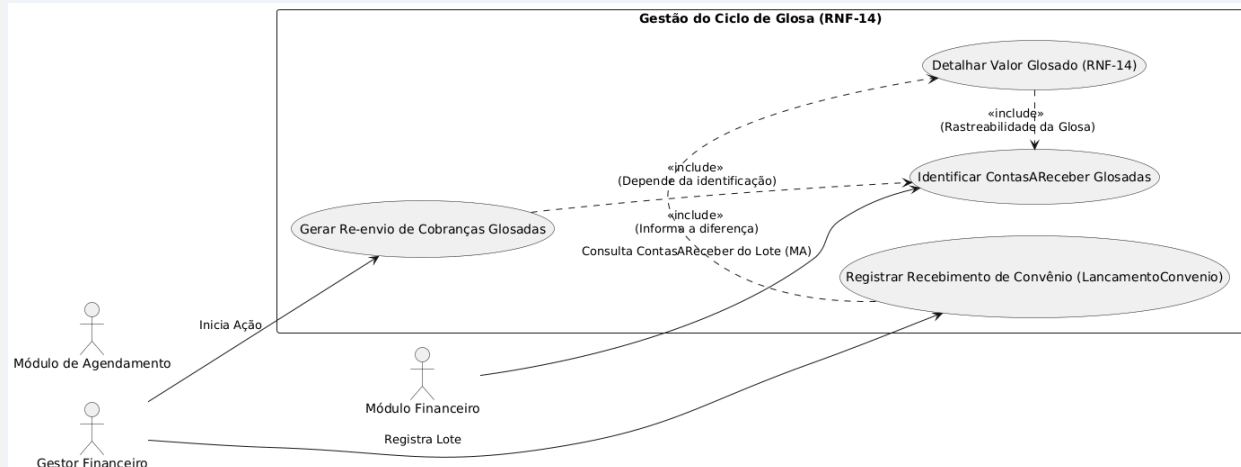 Gestão do Ciclo de Glosa (RNF-14)
Detalhar Valor Glosado (RNF-14)
«include»
(Rastreabilidade da Glosa)
«include»
(Depende da identificação)
Identificar ContasAReceber Glosadas
«include»
(Informa a diferença)
Gerar Re-envio de Cobranças Glosadas
Consulta ContasAReceber do Lote (MA)
Registrar Recebimento de Convênio (LancamentoConvenio)
Inicia Ação
Módulo de Agendamento
Módulo Financeiro
Registra Lote
Gestor Financeiro